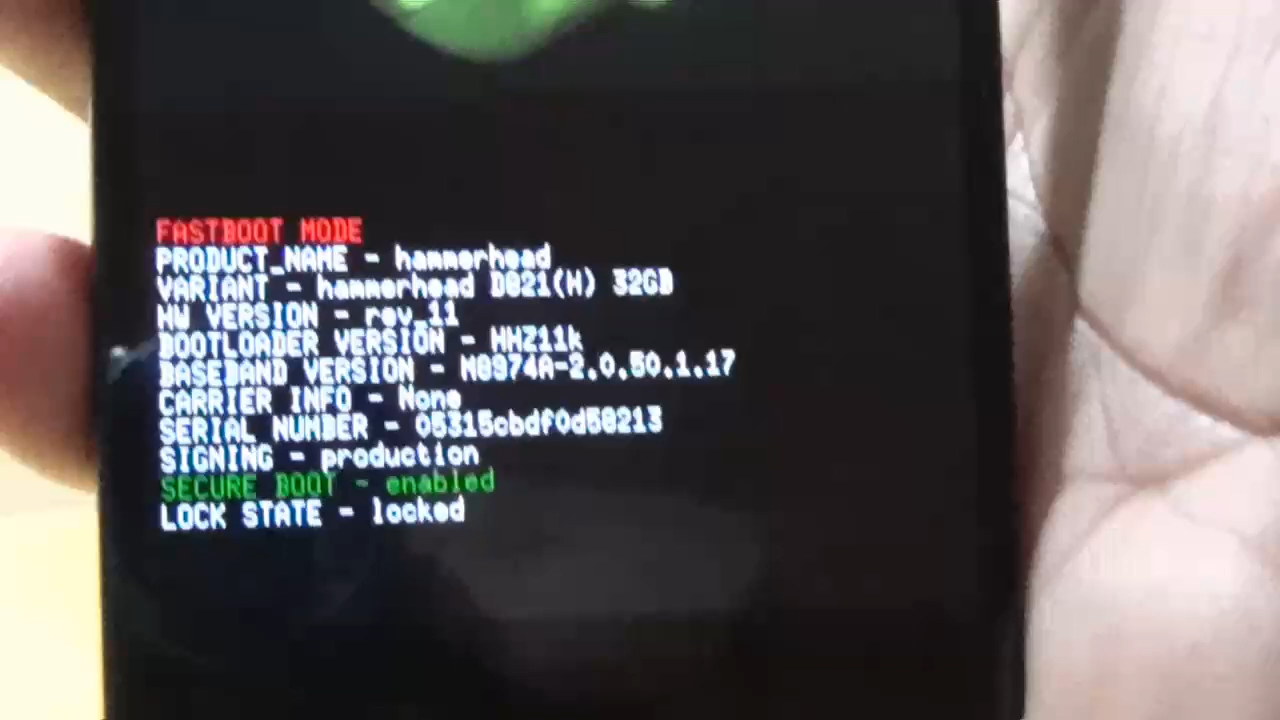 FASTBOOT MODE
PRODUCT_NAME - hammerhead
VARIANT - hammerhead D821(H) 32GB
HW VERSION - rev_11
BOOTLOADER VERSION - HHZ11k
BASEBAND VERSION - M8974A-2.0.50.1.17
CARRIER INFO - None
SERIAL NUMBER - 05315cbdf0d58213
SIGNING - production
SECURE BOOT - enabled
LOCK STATE - locked